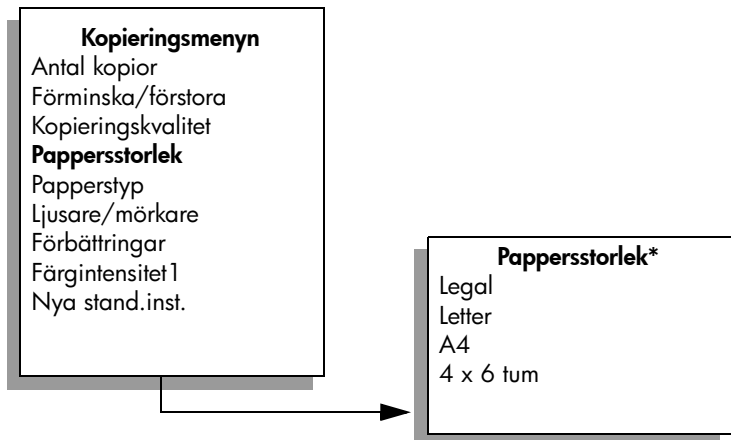 Kopieringsmenyn
Antal kopior
Förminska/förstora
Kopieringskvalitet
Pappersstorlek
Papperstyp
Ljusare/mörkare
Förbättringar
Färgintensitet1
Nya stand.inst.
Pappersstorlek*
Legal
Letter
A4
4 x 6 tum